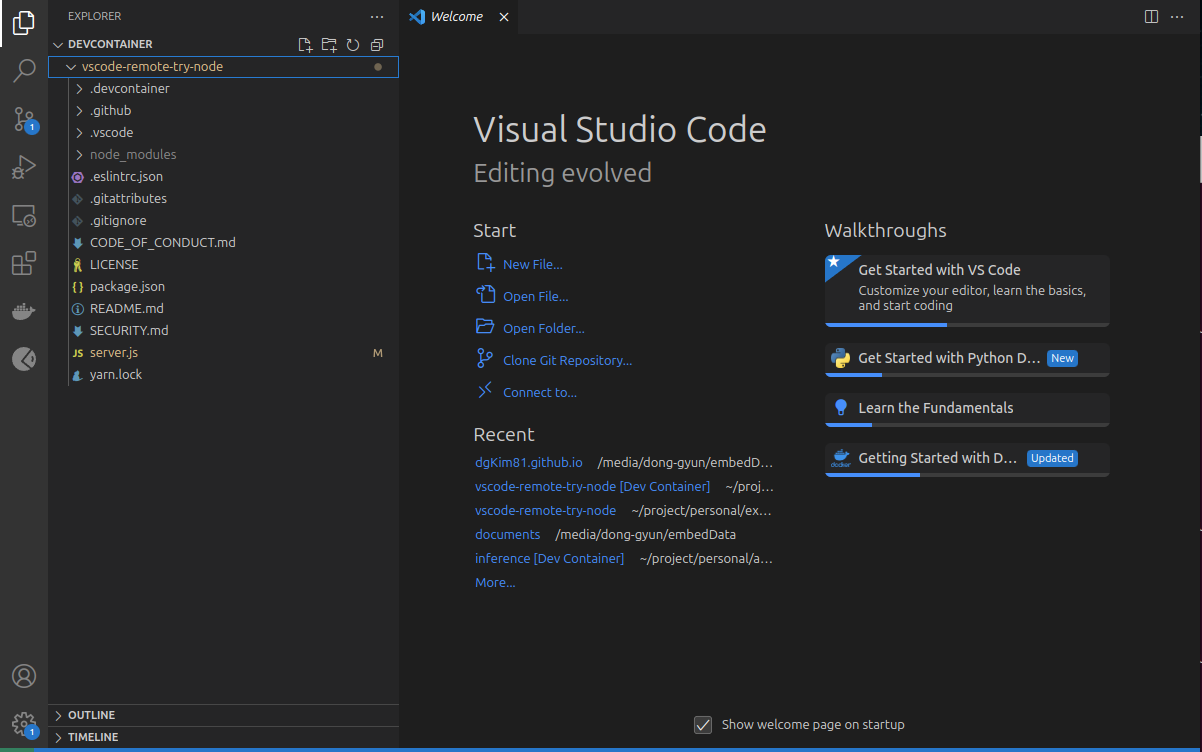 EXPLORER
Welcome
DEVCONTAINER
vscode-remote-try-node
.devcontainer
.github
.vscode
node_modules
.eslintrc.json
.gitattributes
.gitignore
CODE_OF_CONDUCT.md
LICENSE
{} package.json
README.md
SECURITY.md
JS server.js M
yarn.lock
OUTLINE
TIMELINE
1
1
Visual Studio Code
Editing evolved
Start
New File...
Open File...
Open Folder...
Clone Git Repository...
Connect to...
Recent
dgKim81.github.io /media/dong-gyun/embedD...
vscode-remote-try-node [Dev Container] ~/proj...
vscode-remote-try-node ~/project/personal/ex...
documents /media/dong-gyun/embedData
inference [Dev Container] ~/project/personal/a...
More...
Walkthroughs
Get Started with VS Code
Customize your editor, learn the basics,
and start coding
Get Started with Python D... New
Learn the Fundamentals
docker
Getting Started with D... Updated
Show welcome page on startup